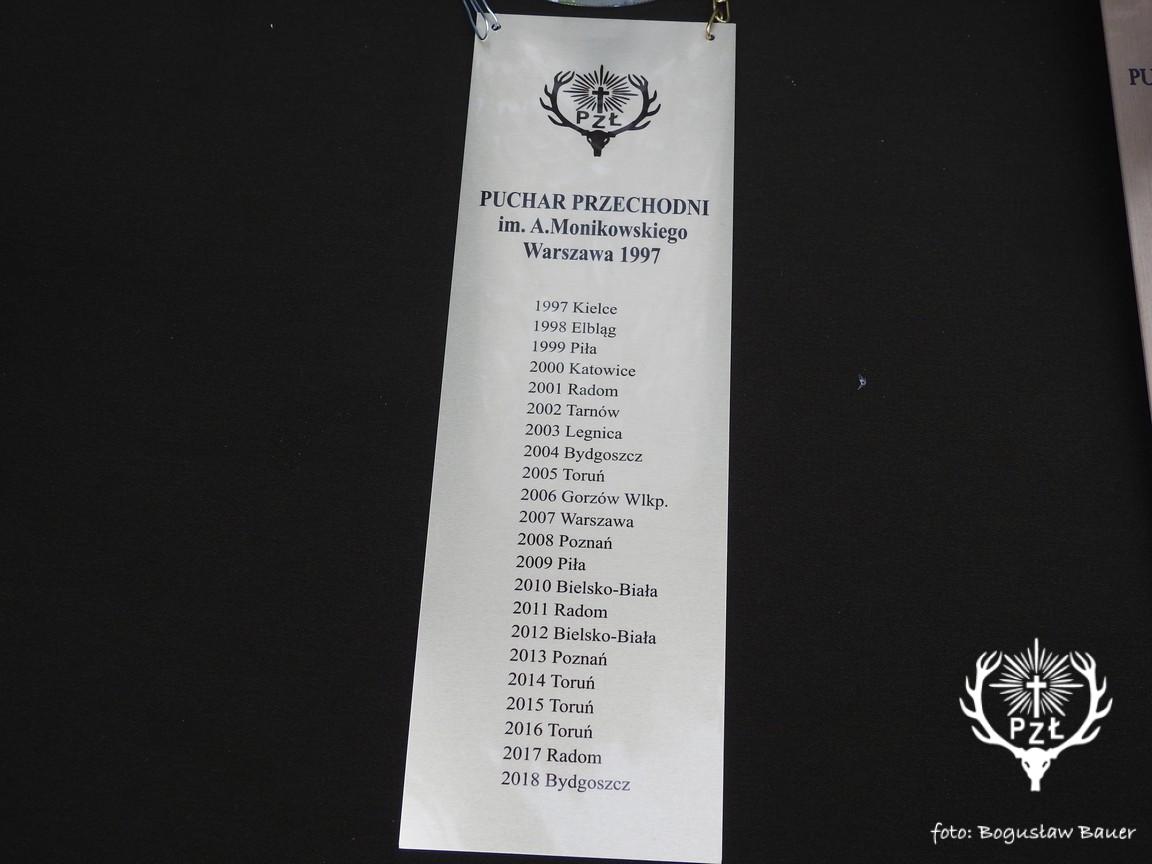 PZŁ
PUCHAR PRZECHODNI
im. A.Monikowskiego
Warszawa 1997
1997 Kielce
1998 Elbląg
1999 Piła
2000 Katowice
2001 Radom
2002 Tarnów
2003 Legnica
2004 Bydgoszcz
2005 Toruń
2006 Gorzów Wlkp.
2007 Warszawa
2008 Poznań
2009 Piła
2010 Bielsko-Biała
2011 Radom
2012 Bielsko-Biała
2013 Poznań
2014 Toruń
2015 Toruń
2016 Toruń
2017 Radom
2018 Bydgoszcz
PU
PZŁ
foto: Bogusław Bauer